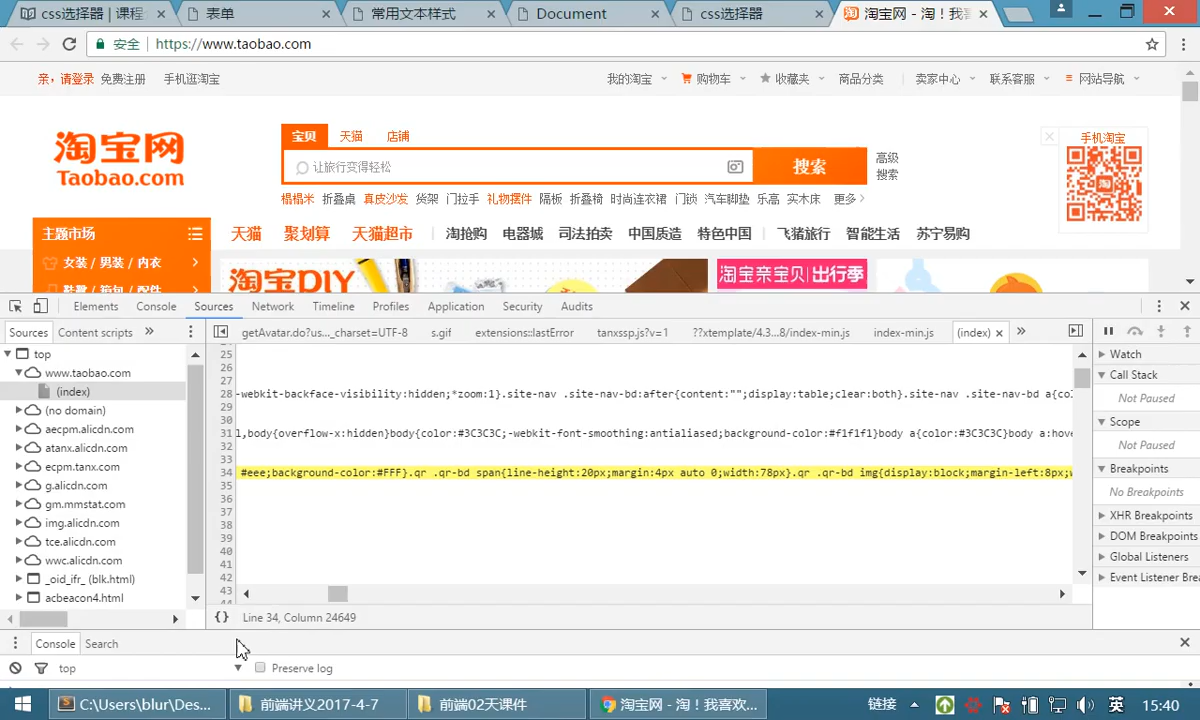 css选择器 | 课程
表单
常用文本样式
Document
css选择器
淘宝网 - 淘！我喜
安全
https://www.taobao.com
亲，请登录 免费注册 手机逛淘宝
我的淘宝 购物车 收藏夹 商品分类 卖家中心 联系客服 网站导航
淘宝网
Taobao.com
宝贝 天猫 店铺
让旅行变得轻松
搜索
高级
搜索
手机淘宝
榻榻米 折叠桌 真皮沙发 货架 门拉手 礼物摆件 隔板 折叠椅 时尚连衣裙 门锁 汽车脚垫 乐高 实木床 更多
主题市场
天猫 聚划算 天猫超市 淘抢购 电器城 司法拍卖 中国质造 特色中国 飞猪旅行 智能生活 苏宁易购
女装 / 男装 / 内衣
鞋靴 / 箱包 / 配件
淘宝DIY
淘宝亲宝贝 出行季
Elements Console Sources Network Timeline Profiles Application Security Audits
Sources Content scripts »
getAvatar.do?us..._charset=UTF-8 s.gif extensions::lastError tanxssp.js?v=1 ??xtemplate/4.3...8/index-min.js index-min.js (index) × »
top
www.taobao.com
(index)
(no domain)
aecpm.alicdn.com
atanx.alicdn.com
ecpm.tanx.com
g.alicdn.com
gm.mmstat.com
img.alicdn.com
tce.alicdn.com
wwc.alicdn.com
_oid_ifr_ (blk.html)
acbeacon4.html
25
26
27
28 -webkit-backface-visibility:hidden;*zoom:1}.site-nav .site-nav-bd:after{content:"";display:table;clear:both}.site-nav .site-nav-bd a{co
29
30
31 l,body{overflow-x:hidden}body{color:#3C3C3C;-webkit-font-smoothing:antialiased;background-color:#f1f1f1}body a{color:#3C3C3C}body a:hove
32
33
34 #eee;background-color:#FFF}.qr .qr-bd span{line-height:20px;margin:4px auto 0;width:78px}.qr .qr-bd img{display:block;margin-left:8px;
35
36
37
38
39
40
41
42
43
44
{} Line 34, Column 24649
Watch
Call Stack
Not Paused
Scope
Not Paused
Breakpoints
No Breakpoints
XHR Breakpoints
DOM Breakpoints
Global Listeners
Event Listener Brea
Console Search
top
Preserve log
C:\Users\blur\Des...
前端讲义2017-4-7
前端02天课件
淘宝网 - 淘！我喜欢...
链接
英
15:40